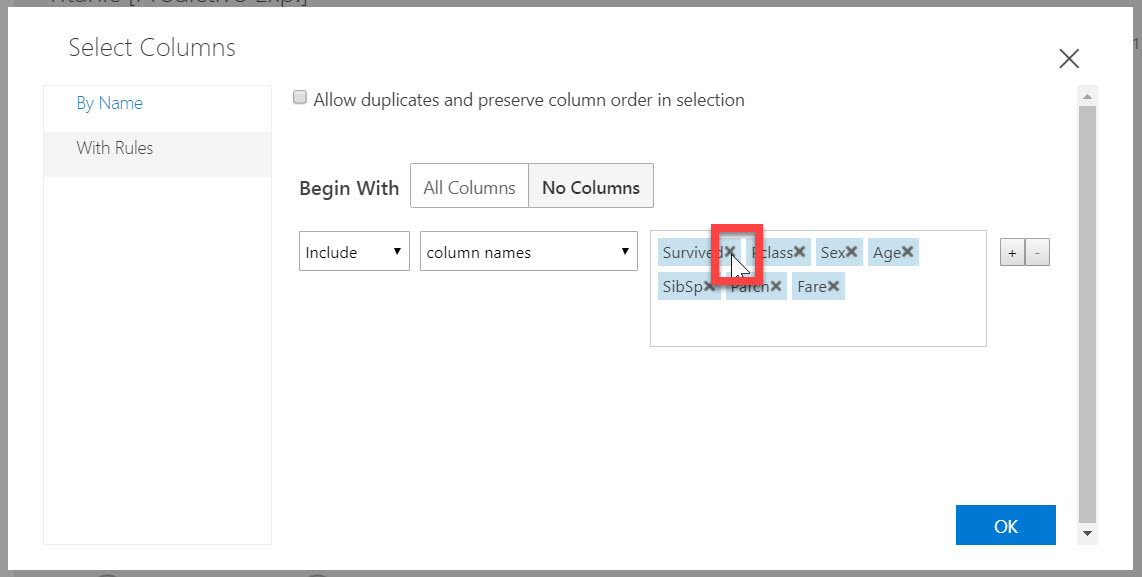 Titanic [Predictive Exp.]
Select Columns
By Name
With Rules
Allow duplicates and preserve column order in selection
Begin With All Columns No Columns
Include column names Survived Pclass Sex Age + -
SibSp Parch Fare
OK